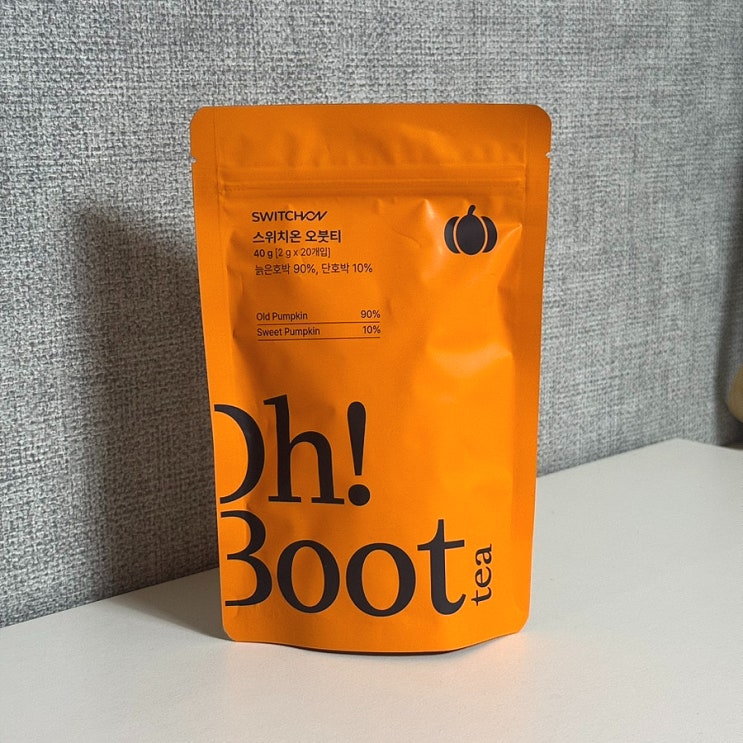 SWITCHON
스위치온 오붓티
40 g [2 g x 20개입]
늙은호박 90%, 단호박 10%
Old Pumpkin 90%
Sweet Pumpkin 10%
Oh!
Boot
tea